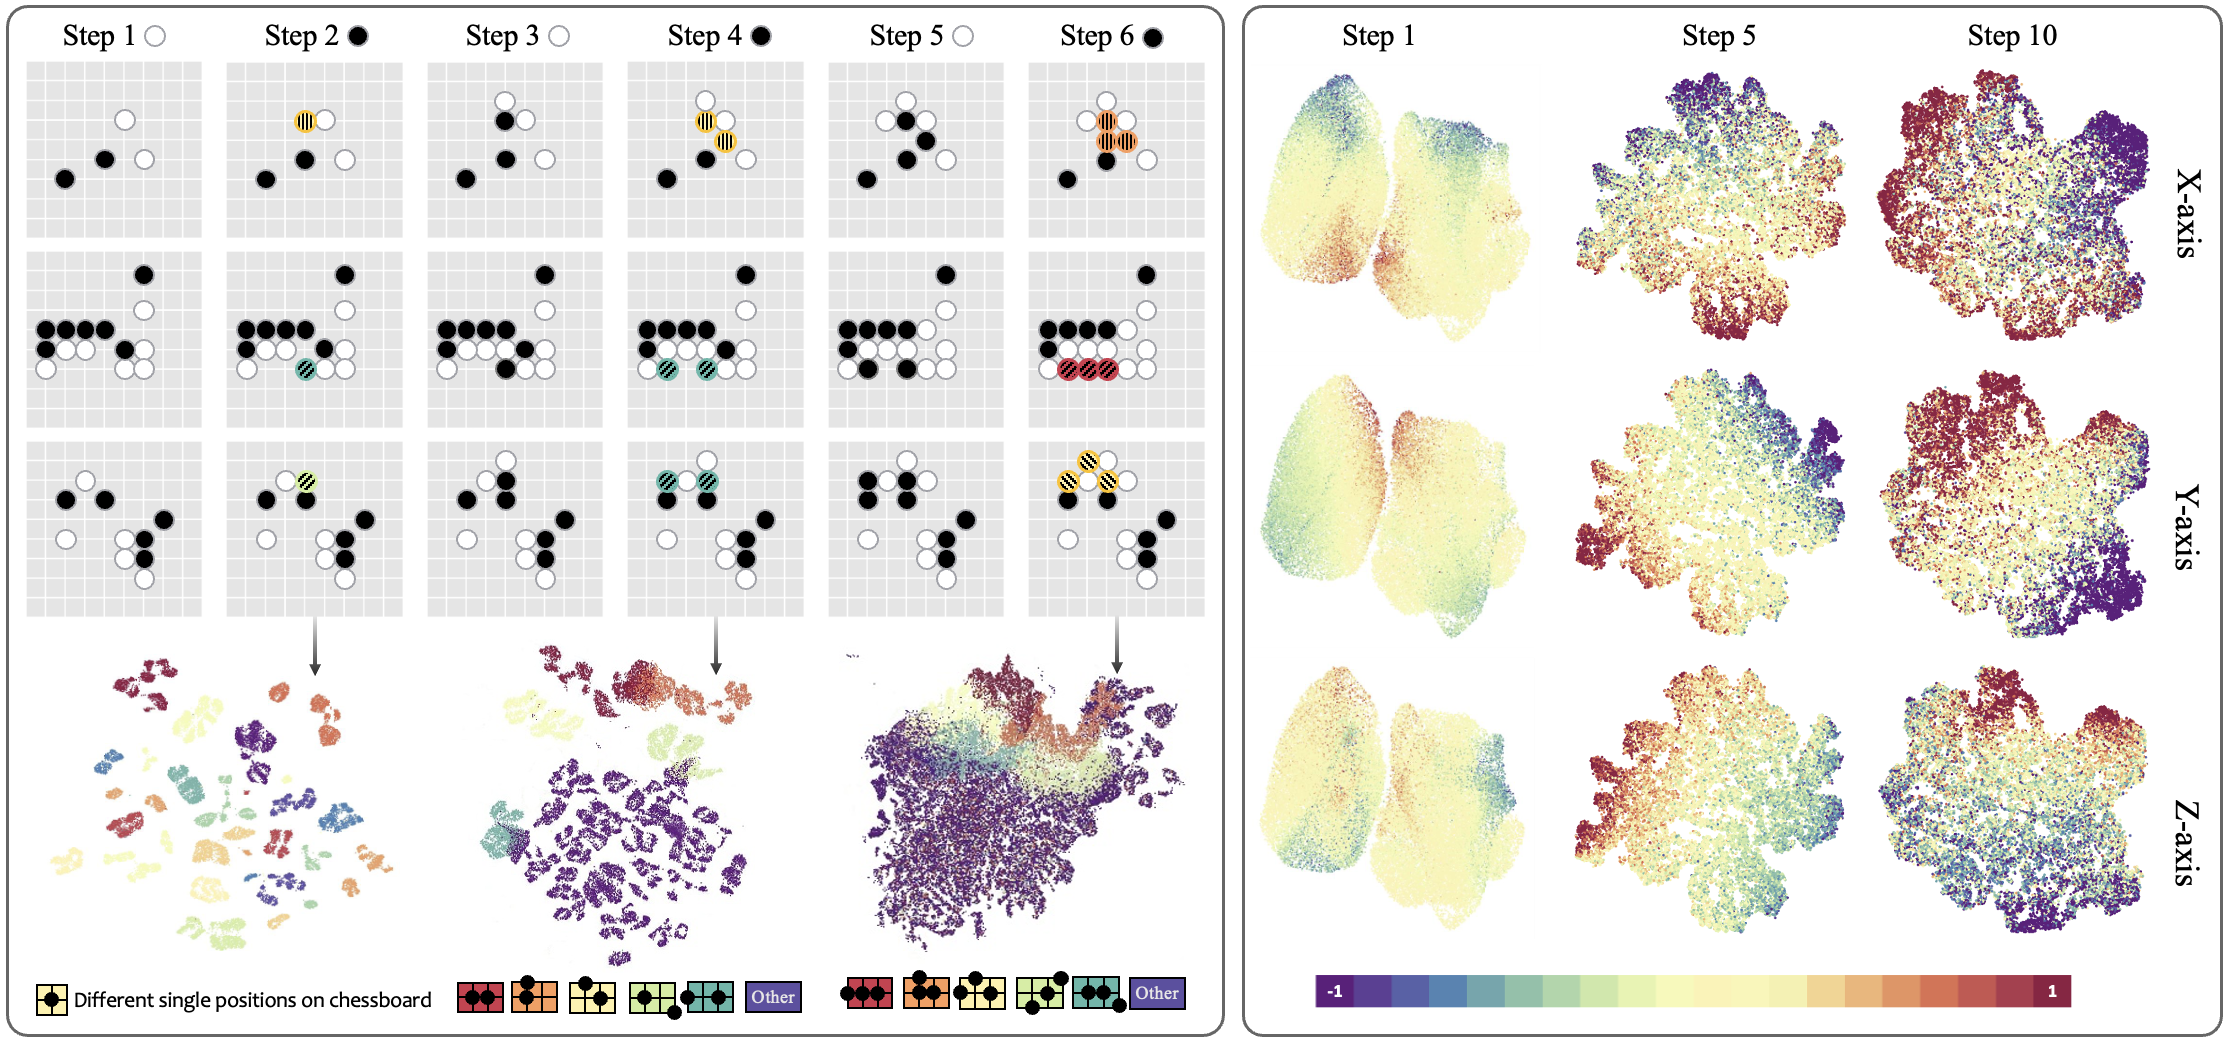 Step 1
Step 2
Step 3
Step 4
Step 5
Step 6
Different single positions on chessboard
Other
Other
Step 1
Step 5
Step 10
X-axis
Y-axis
Z-axis
-1
1